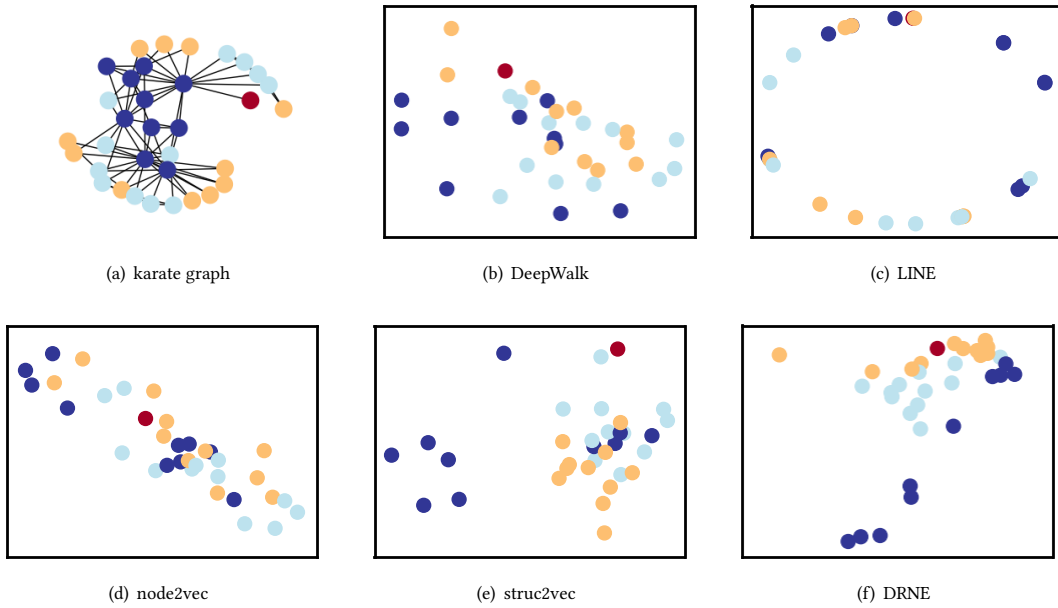 (a) karate graph
(b) DeepWalk
(c) LINE
(d) node2vec
(e) struc2vec
(f) DRNE